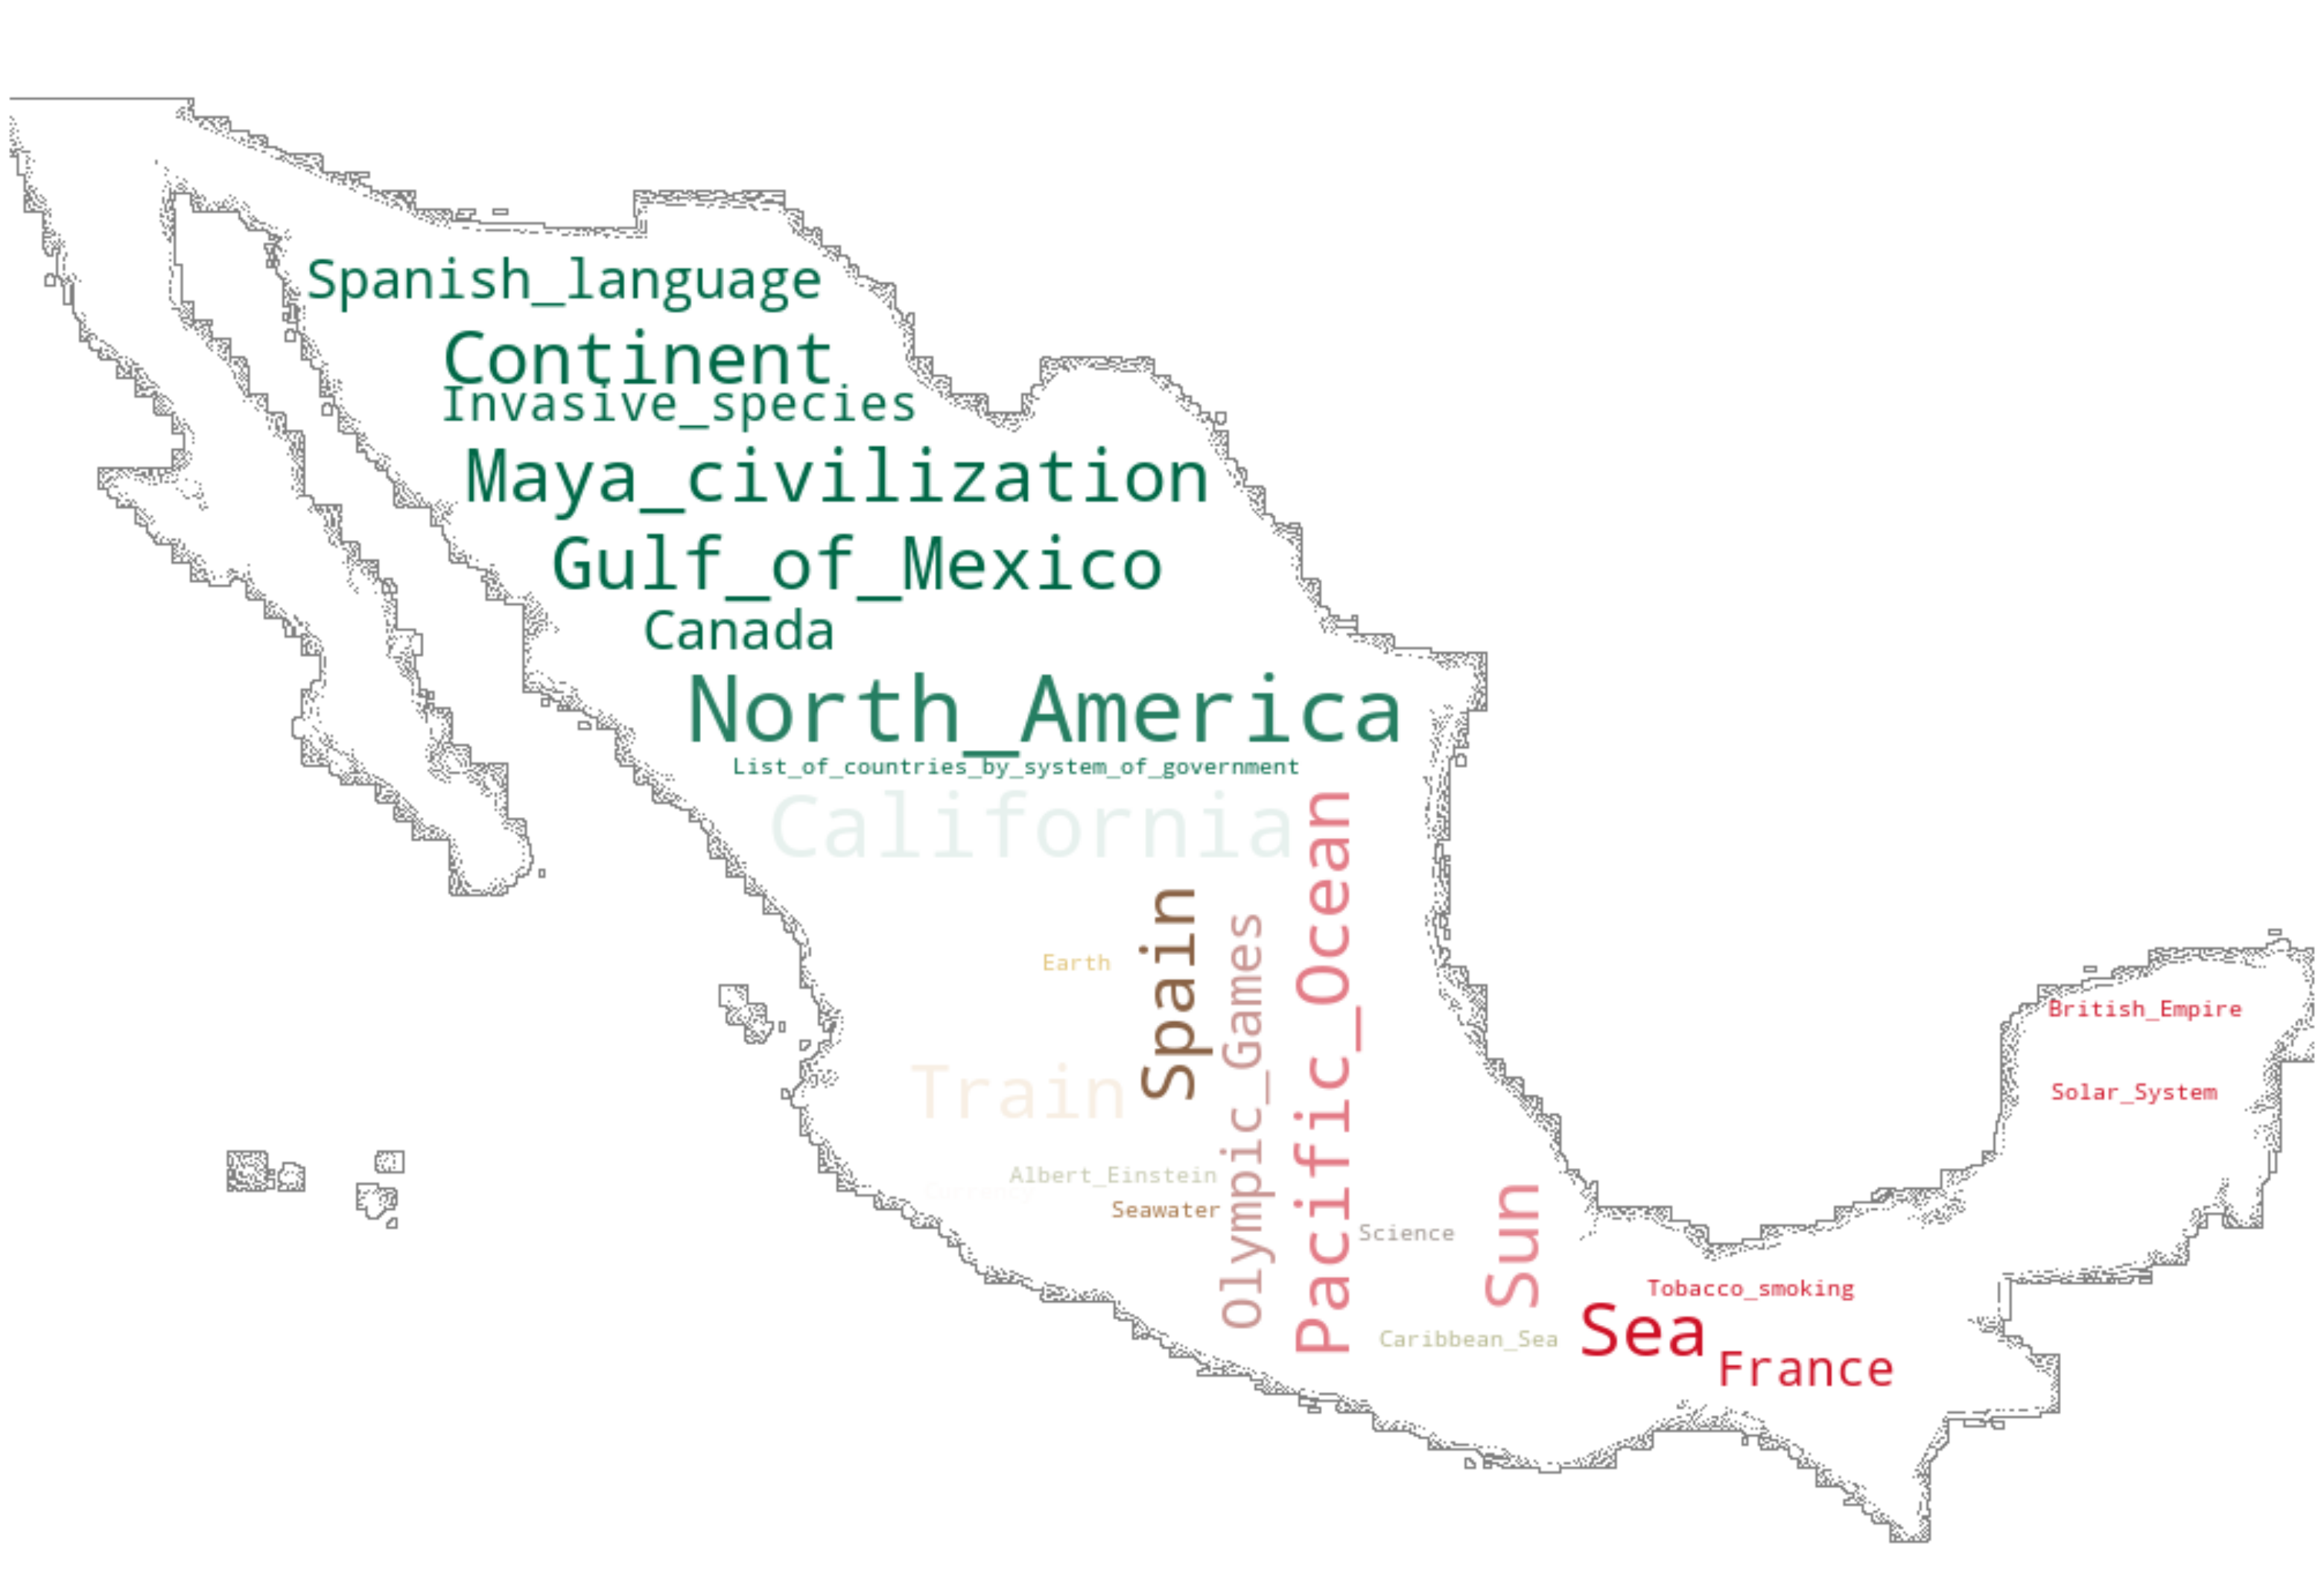 Spanish_language
Continent
Invasive_species
Maya_civilization
Gulf_of_Mexico
Canada
North_America
List_of_countries_by_system_of_government
California
Pacific_Ocean
Spain
Olympic_Games
Earth
British_Empire
Train
Solar_System
Albert_Einstein
Currency
Seawater
Science
Sun
Tobacco_smoking
Sea
Caribbean_Sea
France